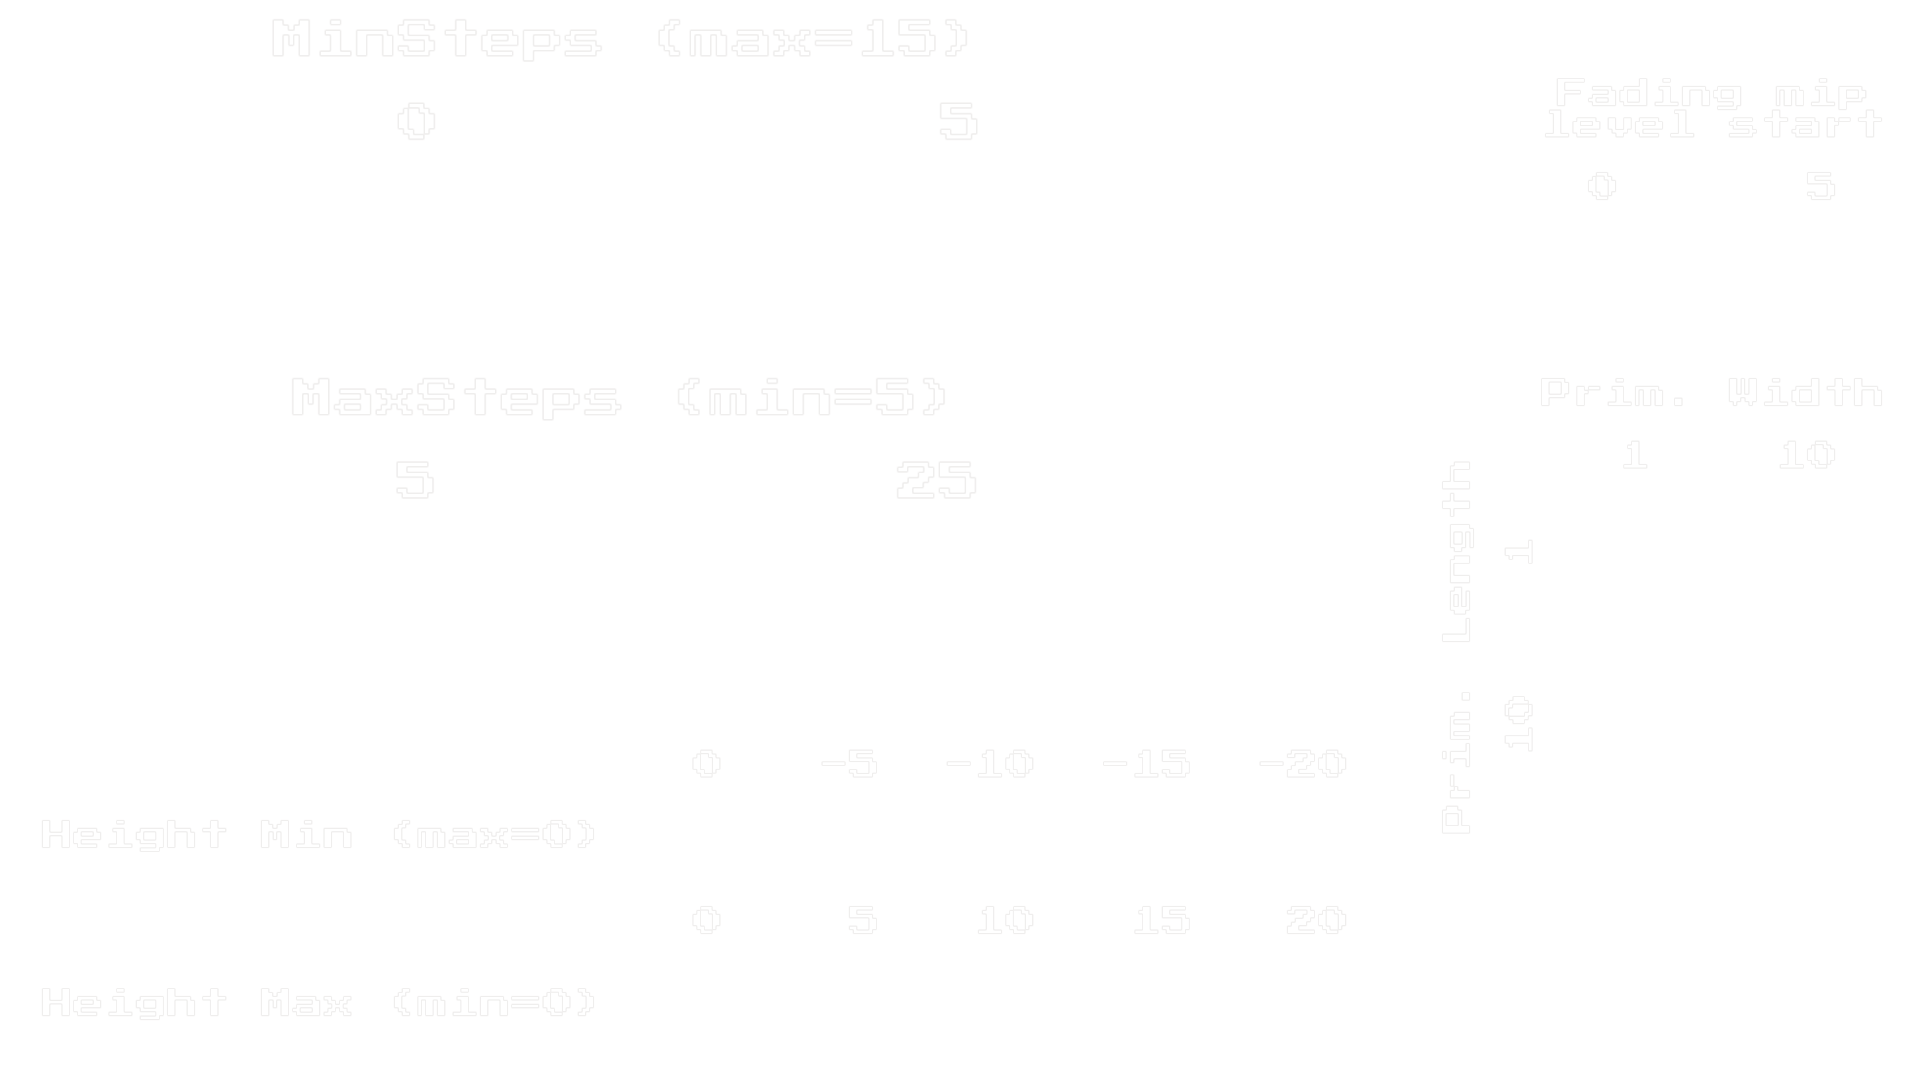 MinSteps (max=15)
0 5
Fading mip
level start
0 5
MaxSteps (min=5)
5 25
Prim. Width
1 10
Prim. Length
10 1
0 -5 -10 -15 -20
Height Min (max=0)
0 5 10 15 20
Height Max (min=0)